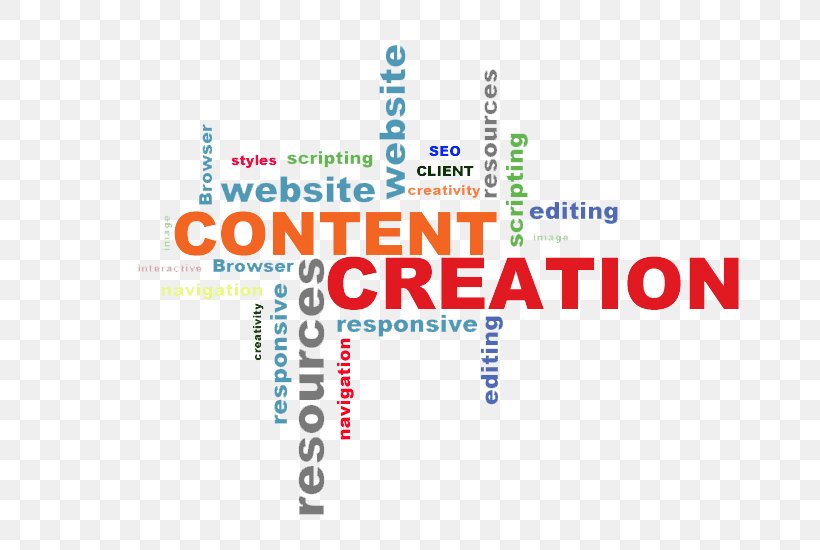 website
resources
Browser
styles
scripting
SEO
CLIENT
creativity
website
scripting
editing
image
CONTENT
image
interactive
Browser
CREATION
navigation
responsive
resources
creativity
responsive
navigation
editing